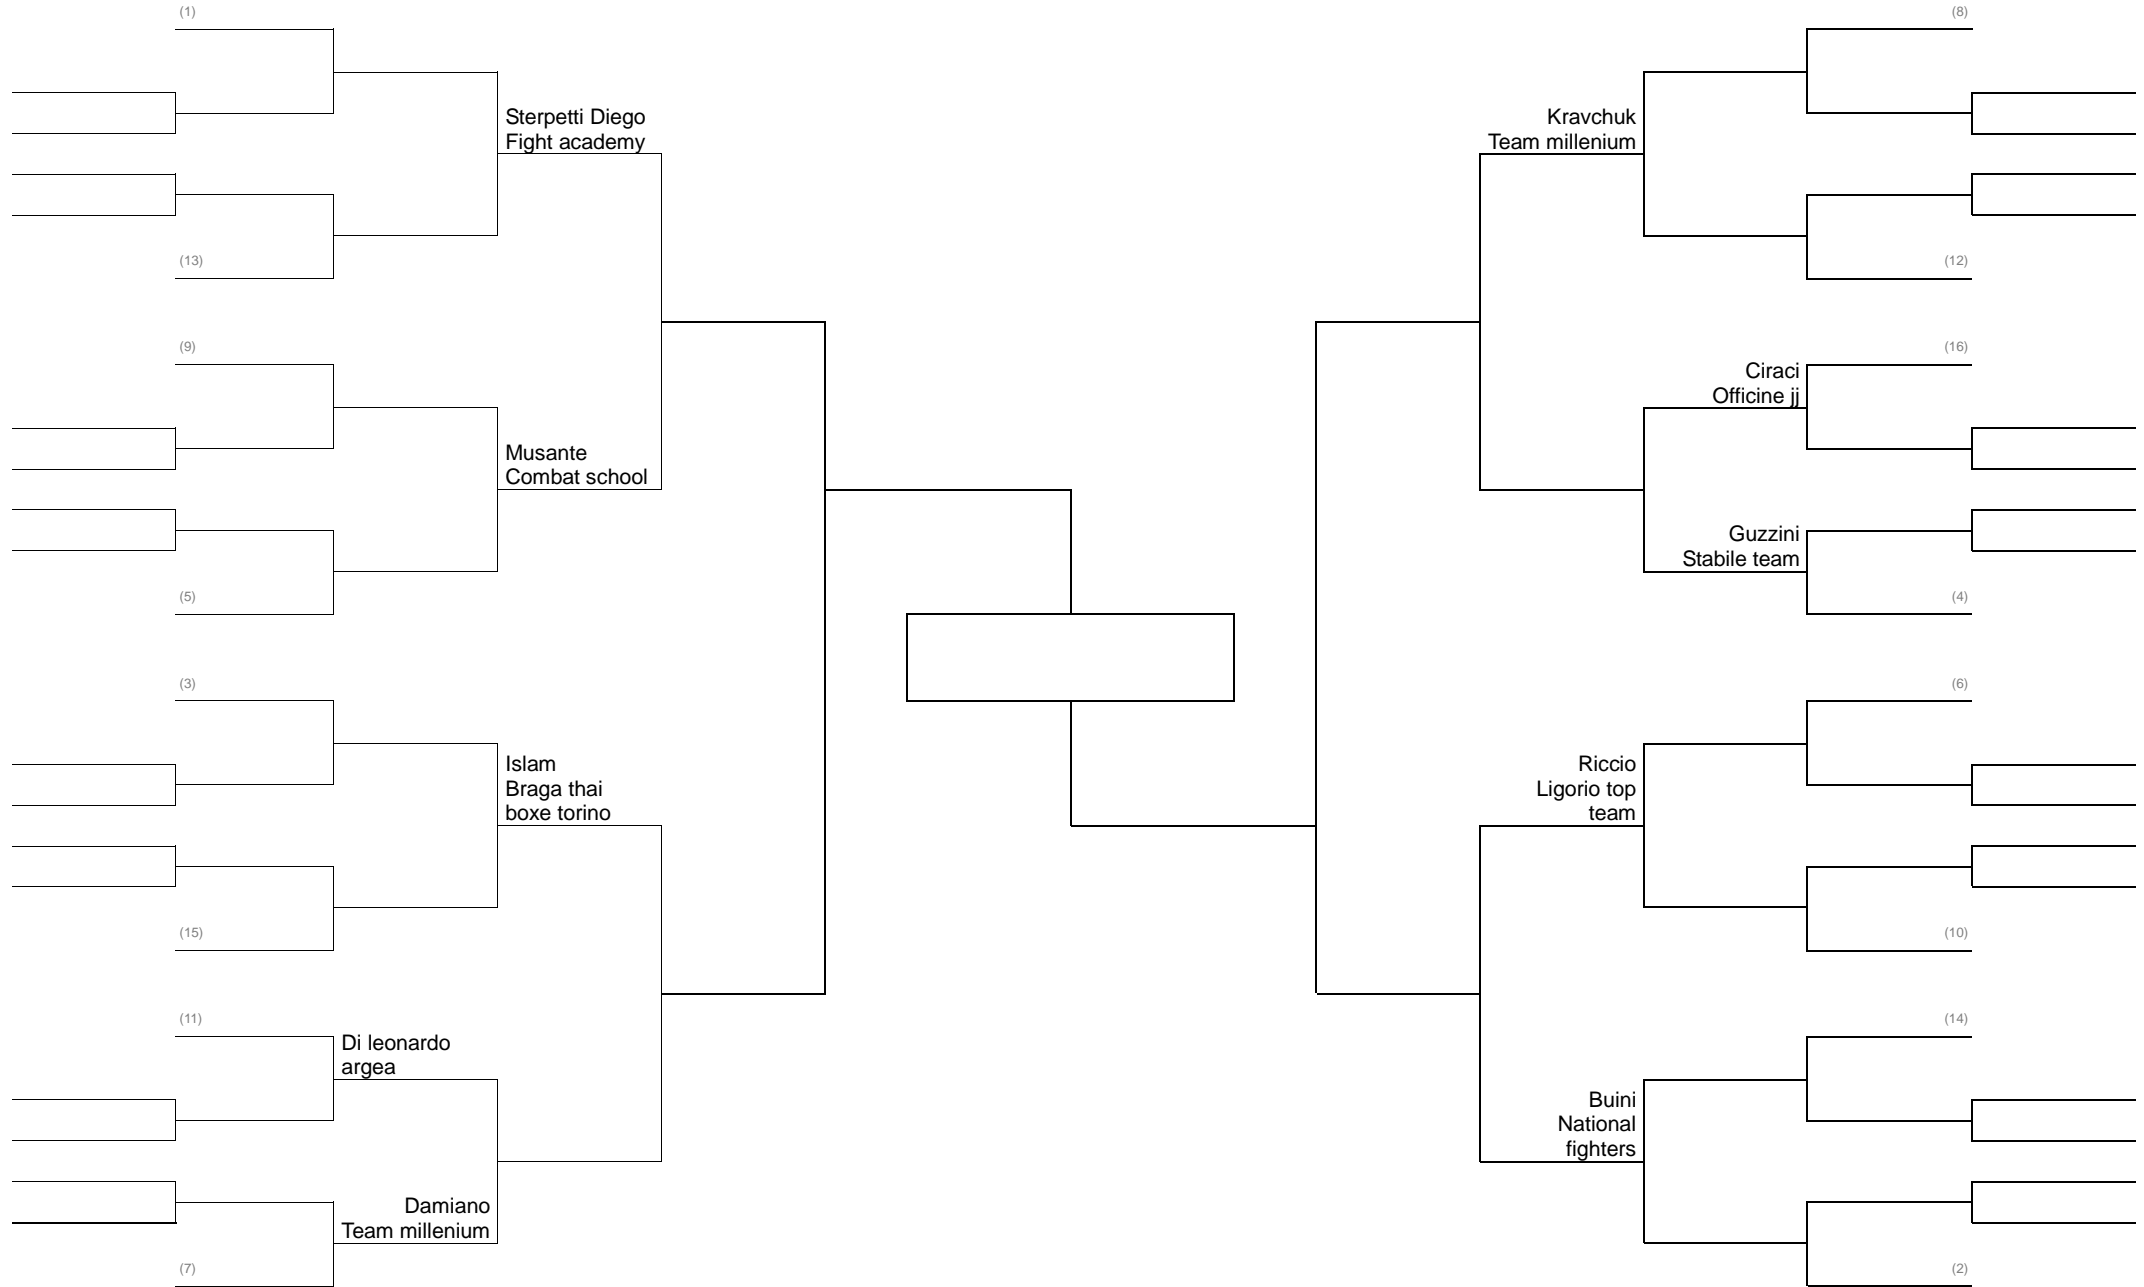 (1)
(8)
Sterpetti Diego
Fight academy
Kravchuk
Team millenium
(13)
(12)
(9)
(16)
Ciraci
Officine jj
Musante
Combat school
Guzzini
Stabile team
(5)
(4)
(3)
(6)
Islam
Braga thai
boxe torino
Riccio
Ligorio top
team
(15)
(10)
(11)
(14)
Di leonardo
argea
Buini
National
fighters
Damiano
Team millenium
(7)
(2)